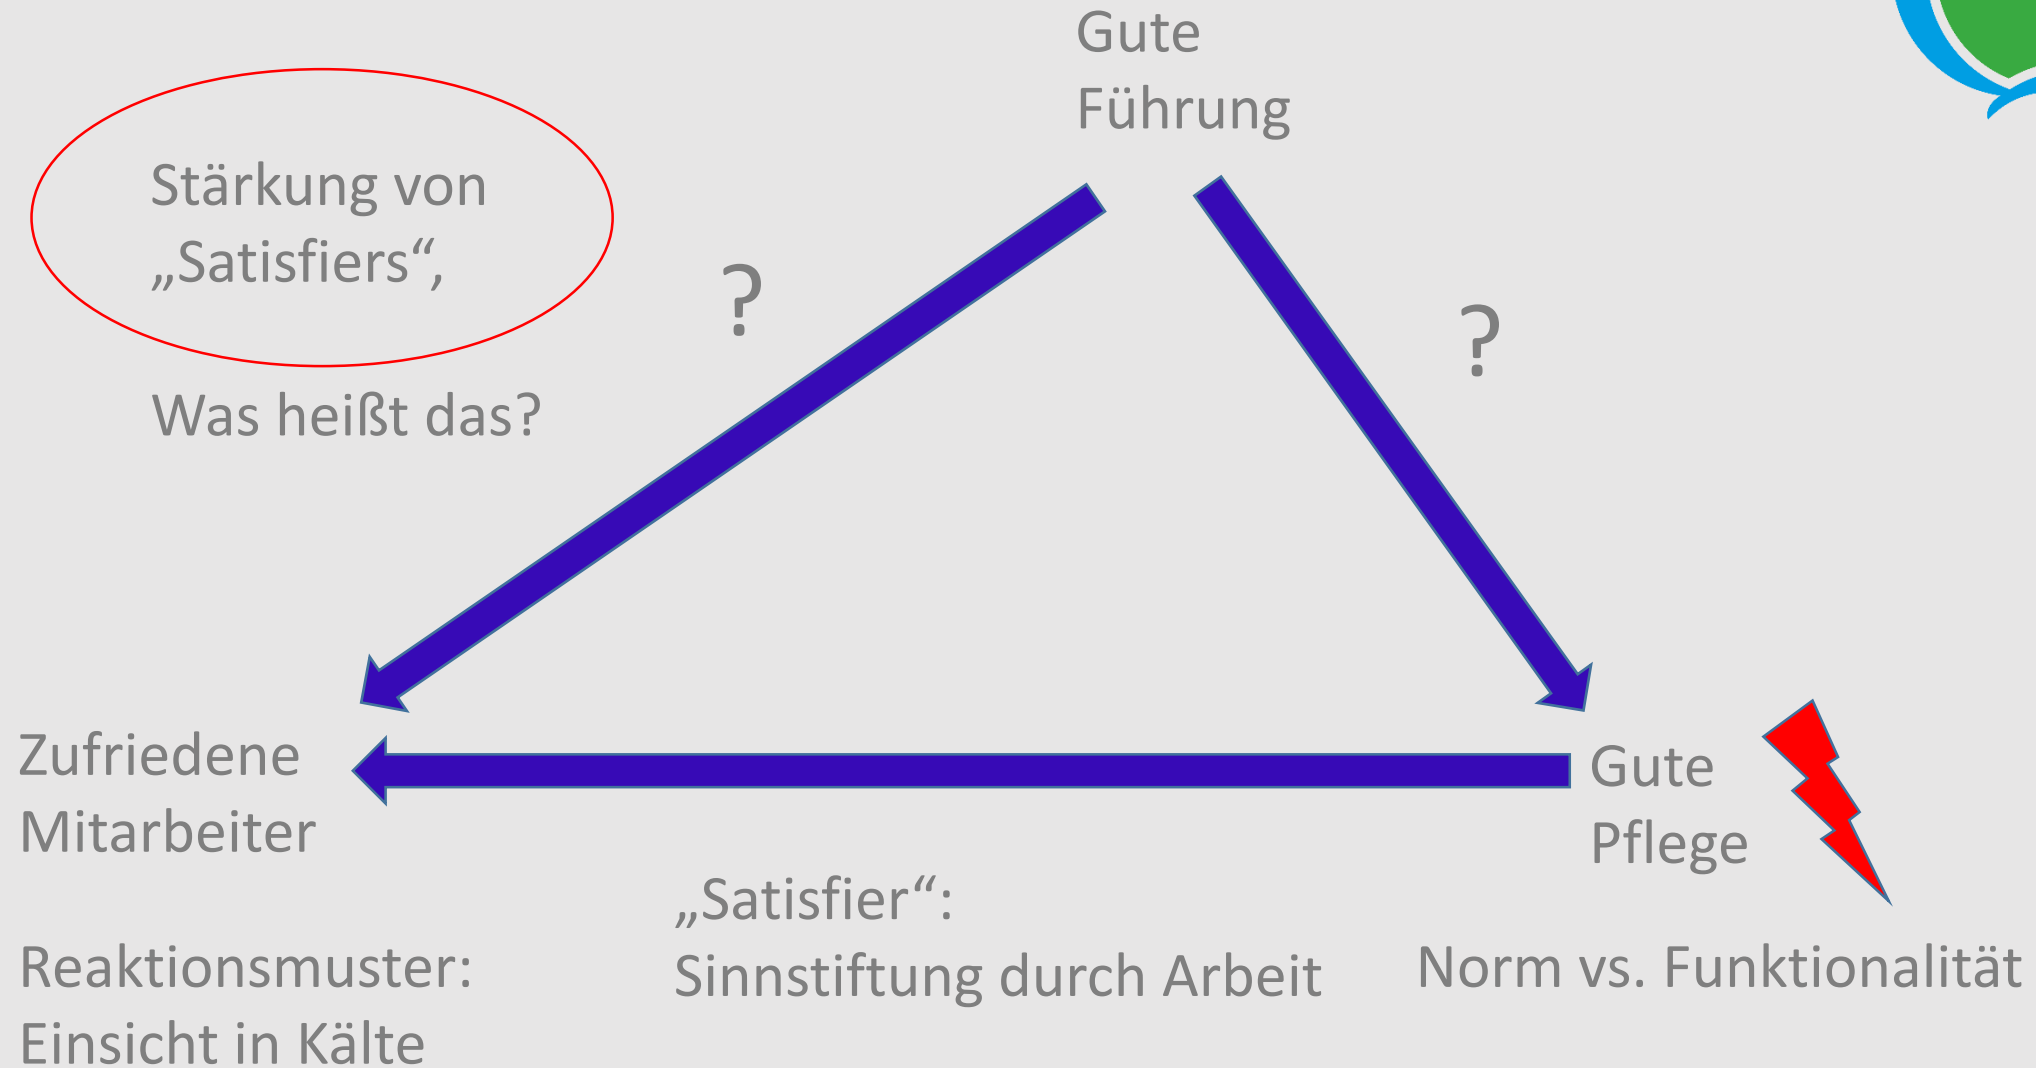 Gute
Führung
Stärkung von
„Satisfiers“,
?
?
Was heißt das?
Zufriedene
Mitarbeiter
Gute
Pflege
„Satisfier“:
Sinnstiftung durch Arbeit
Norm vs. Funktionalität
Reaktionsmuster:
Einsicht in Kälte